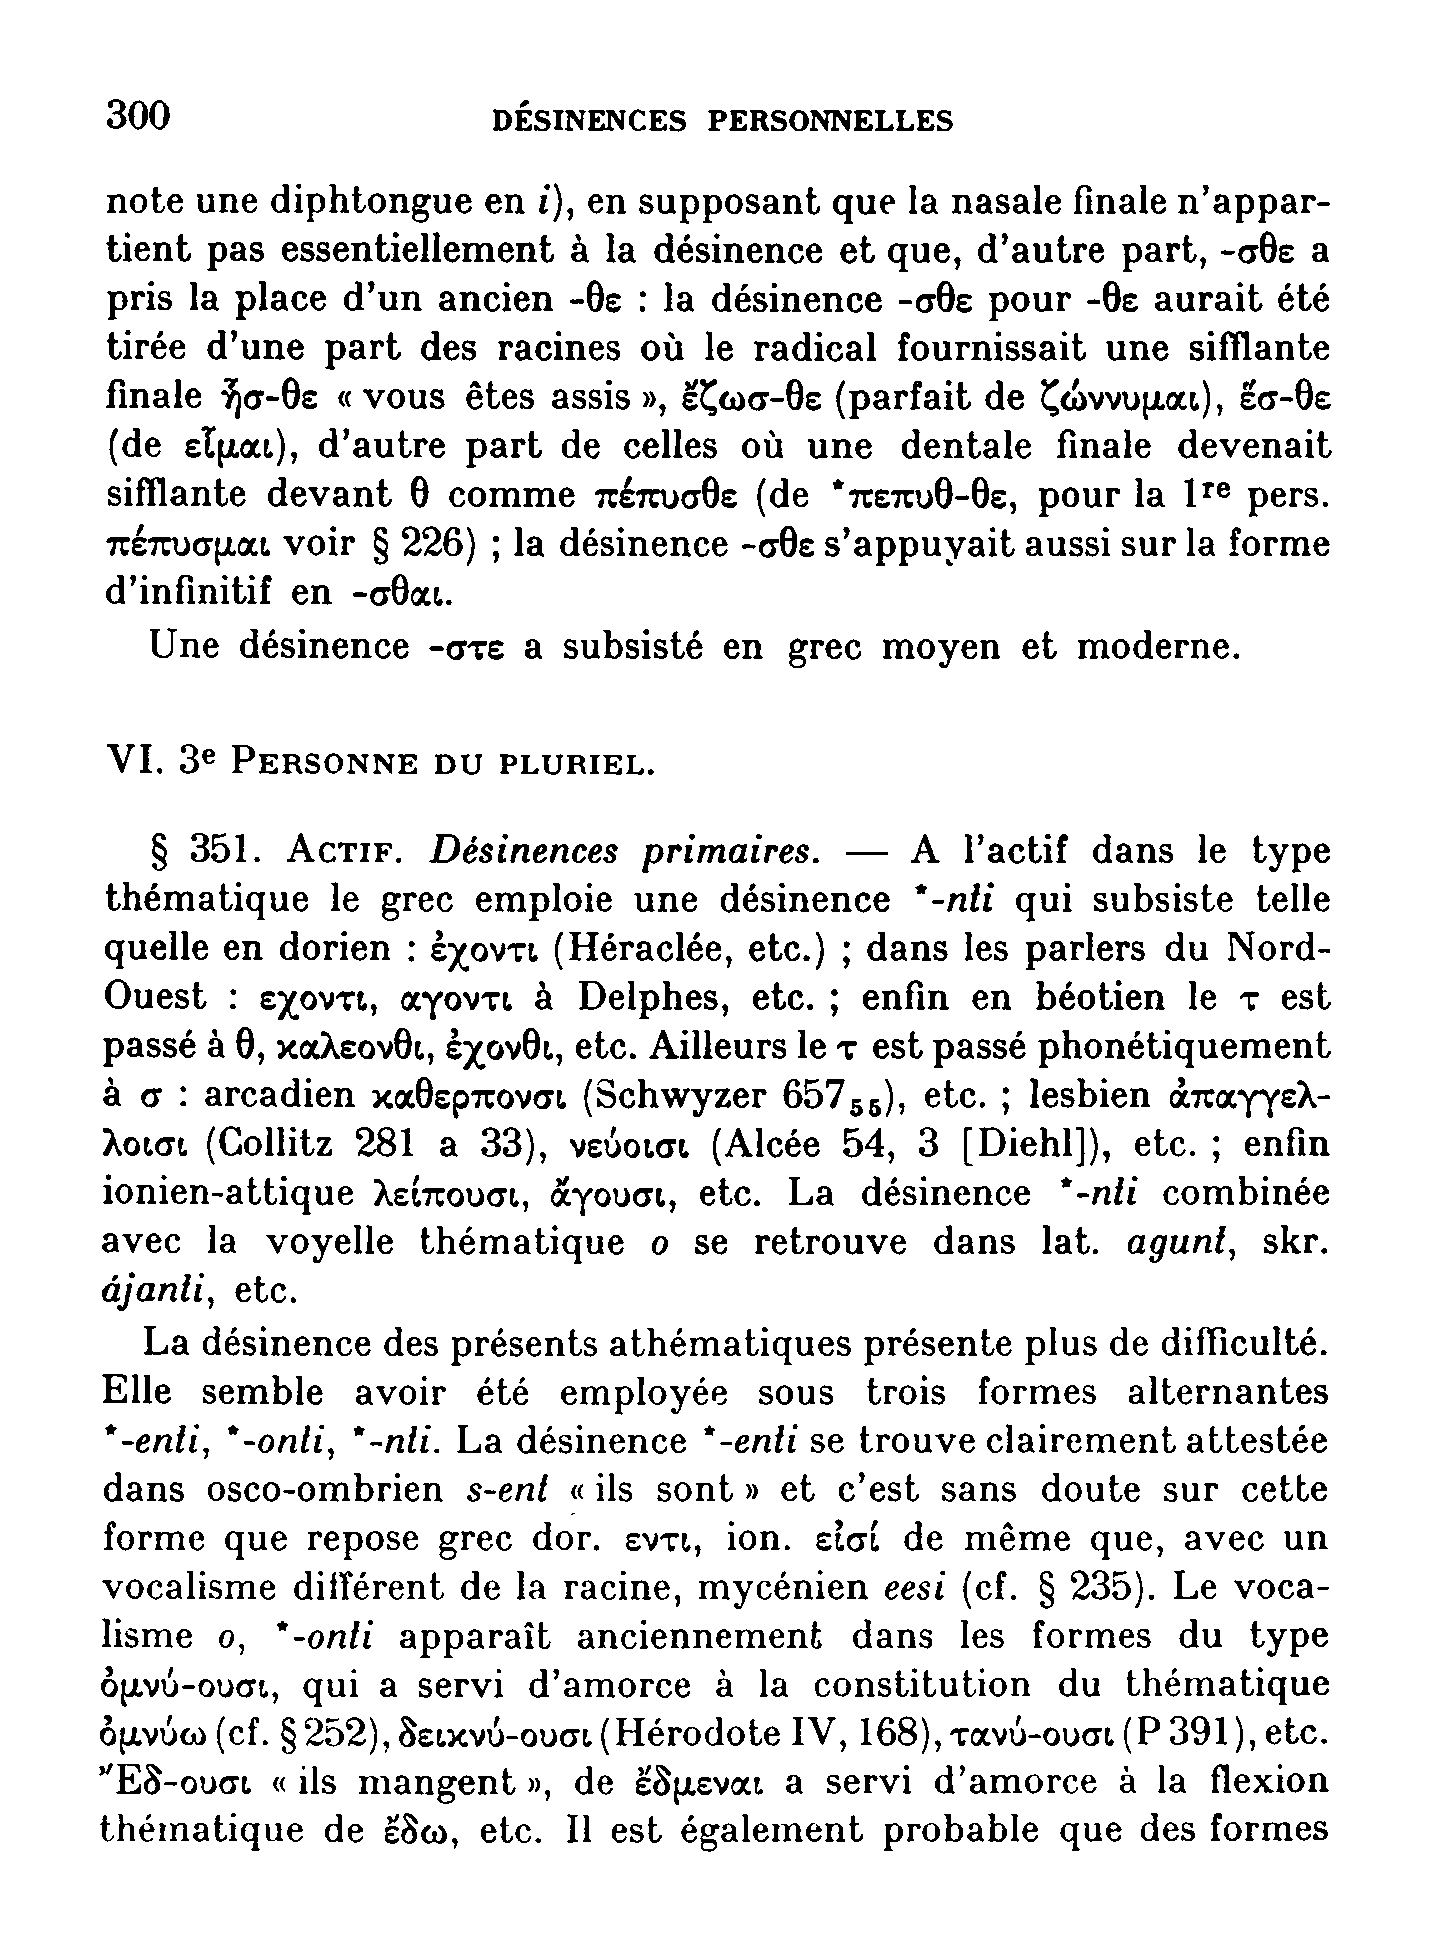 300 DÉSINENCES PERSONNELLES
note une diphtongue en i), en supposant que la nasale finale n'appar-
tient pas essentiellement à la désinence et que, d'autre part, -σθε a
pris la place d'un ancien -θε : la désinence -σθε pour -θε aurait été
tirée d'une part des racines où le radical fournissait une sifflante
finale ἧσ-θε « vous êtes assis », ἔζωσ-θε (parfait de ζώννυμαι), ἕσ-θε
(de εἷμαι), d'autre part de celles où une dentale finale devenait
sifflante devant θ comme πέπυσθε (de *πεπυθ-θε, pour la 1re pers.
πέπυσμαι voir § 226) ; la désinence -σθε s'appuyait aussi sur la forme
d'infinitif en -σθαι.
Une désinence -στε a subsisté en grec moyen et moderne.
VI. 3e PERSONNE DU PLURIEL.
§ 351. ACTIF. Désinences primaires. — A l'actif dans le type
thématique le grec emploie une désinence *-nti qui subsiste telle
quelle en dorien : ἐχοντι (Héraclée, etc.) ; dans les parlers du Nord-
Ouest : εχοντι, αγοντι à Delphes, etc. ; enfin en béotien le τ est
passé à θ, καλεονθι, ἐχονθι, etc. Ailleurs le τ est passé phonétiquement
à σ : arcadien καθερπονσι (Schwyzer 657₅₅), etc. ; lesbien ἀπαγγελ-
λοισι (Collitz 281 a 33), νεύοισι (Alcée 54, 3 [Diehl]), etc. ; enfin
ionien-attique λείπουσι, ἄγουσι, etc. La désinence *-nti combinée
avec la voyelle thématique o se retrouve dans lat. agunt, skr.
ájanti, etc.
La désinence des présents athématiques présente plus de difficulté.
Elle semble avoir été employée sous trois formes alternantes
*-enti, *-onti, *-nti. La désinence *-enti se trouve clairement attestée
dans osco-ombrien s-ent « ils sont » et c'est sans doute sur cette
forme que repose grec dor. εντι, ion. εἰσί de même que, avec un
vocalisme différent de la racine, mycénien eesi (cf. § 235). Le voca-
lisme o, *-onti apparaît anciennement dans les formes du type
ὀμνύ-ουσι, qui a servi d'amorce à la constitution du thématique
ὀμνύω (cf. § 252), δεικνύ-ουσι (Hérodote IV, 168), τανύ-ουσι (P 391), etc.
Ἔδ-ουσι « ils mangent », de ἔδμεναι a servi d'amorce à la flexion
thématique de ἔδω, etc. Il est également probable que des formes